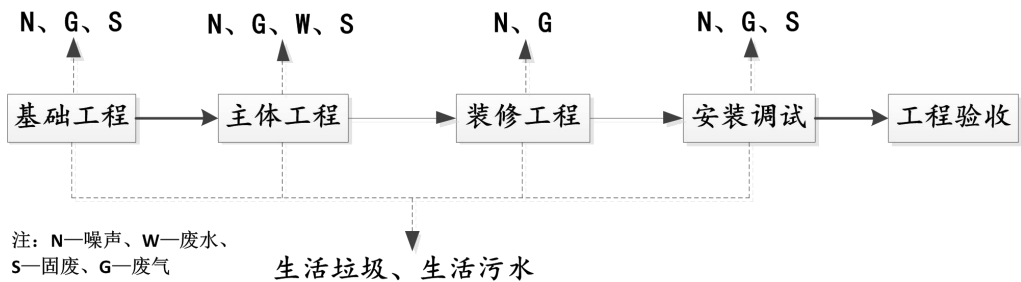 N、G、S
N、G、W、S
N、G
N、G、S
基础工程
主体工程
装修工程
安装调试
工程验收
注：N—噪声、W—废水、
S—固废、G—废气
生活垃圾、生活污水